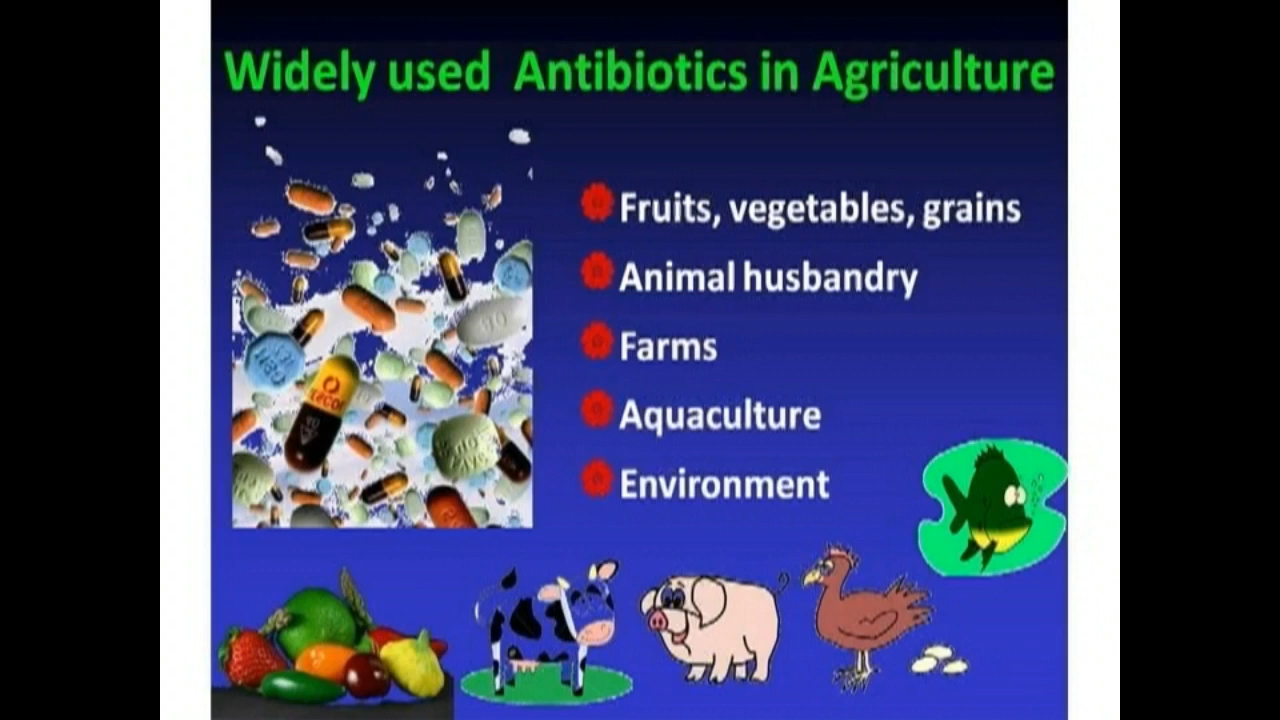 Widely used Antibiotics in Agriculture
Fruits, vegetables, grains
Animal husbandry
Farms
Aquaculture
Environment